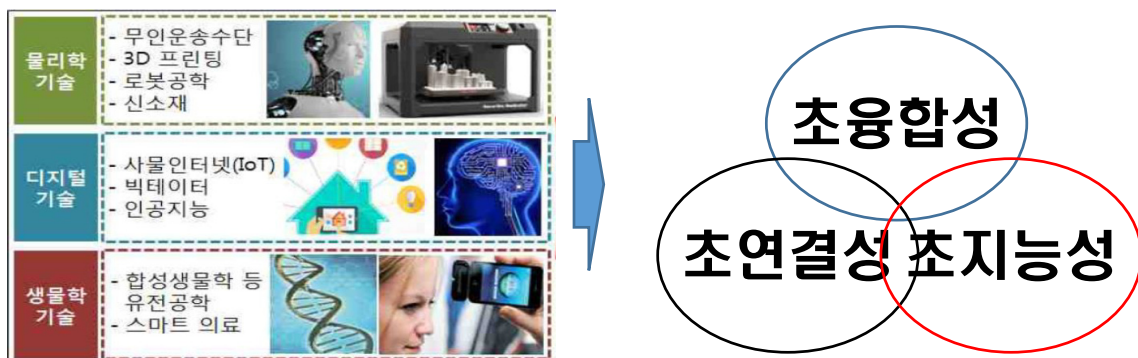 물리학
기술
- 무인운송수단
- 3D 프린팅
- 로봇공학
- 신소재
디지털
기술
- 사물인터넷(IoT)
- 빅테이터
- 인공지능
생물학
기술
- 합성생물학 등
유전공학
- 스마트 의료
초융합성
초연결성
초지능성